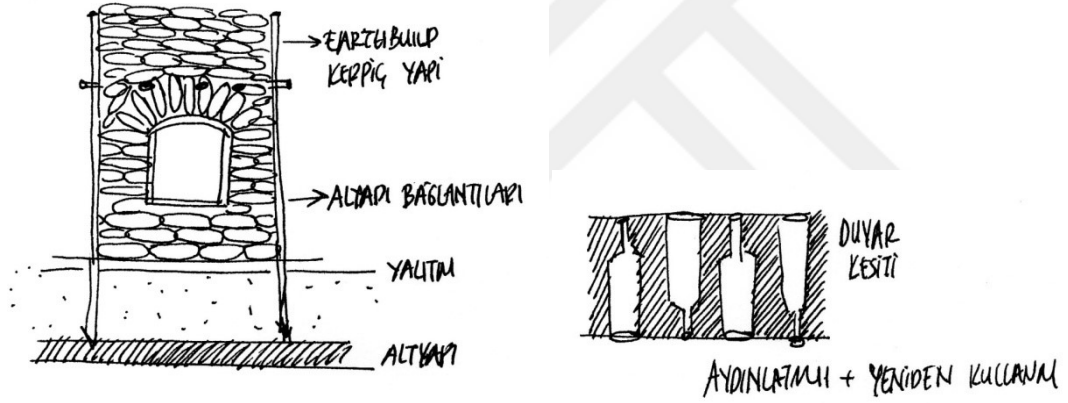 EARTHBUILD
KERPİÇ YAPI
ALTYAPI BAĞLANTILARI
YALITIM
ALTYAPI
DUVAR
KESİTİ
AYDINLATMA + YENİDEN KULLANIM